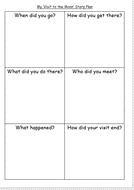 My Visit to the Moon! Story Plan
When did you go?
How did you get there?
What did you do there?
Who did you meet?
What happened?
How did your visit end?